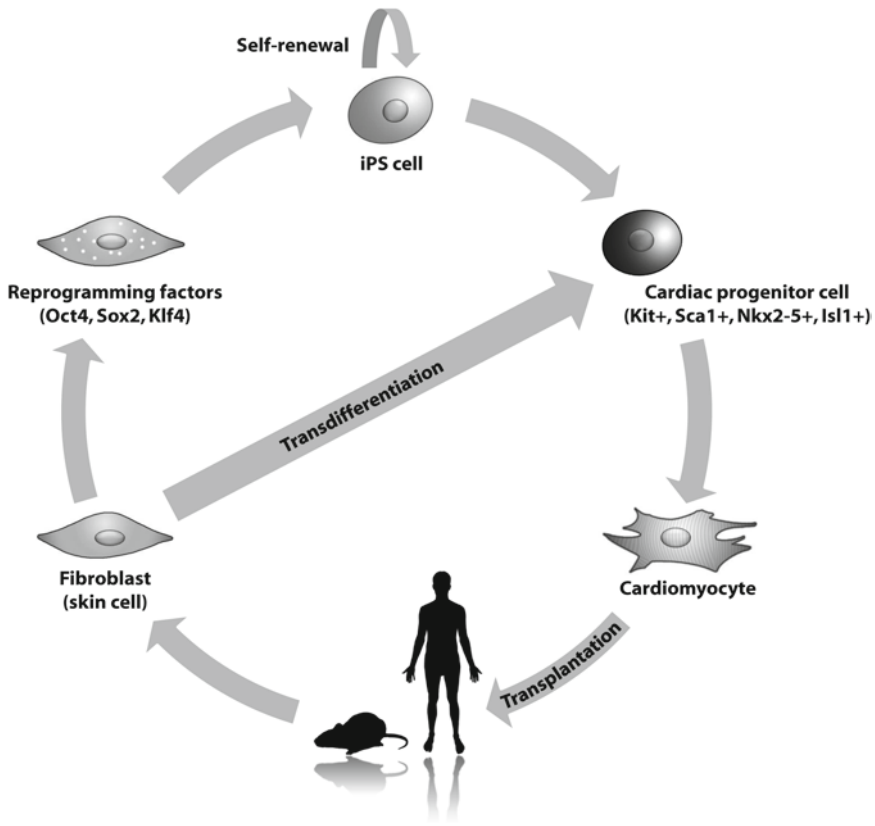 Self-renewal
iPS cell
Reprogramming factors
(Oct4, Sox2, Klf4)
Cardiac progenitor cell
(Kit+, Sca1+, Nkx2-5+, Isl1+)
Transdifferentiation
Fibroblast
(skin cell)
Cardiomyocyte
Transplantation